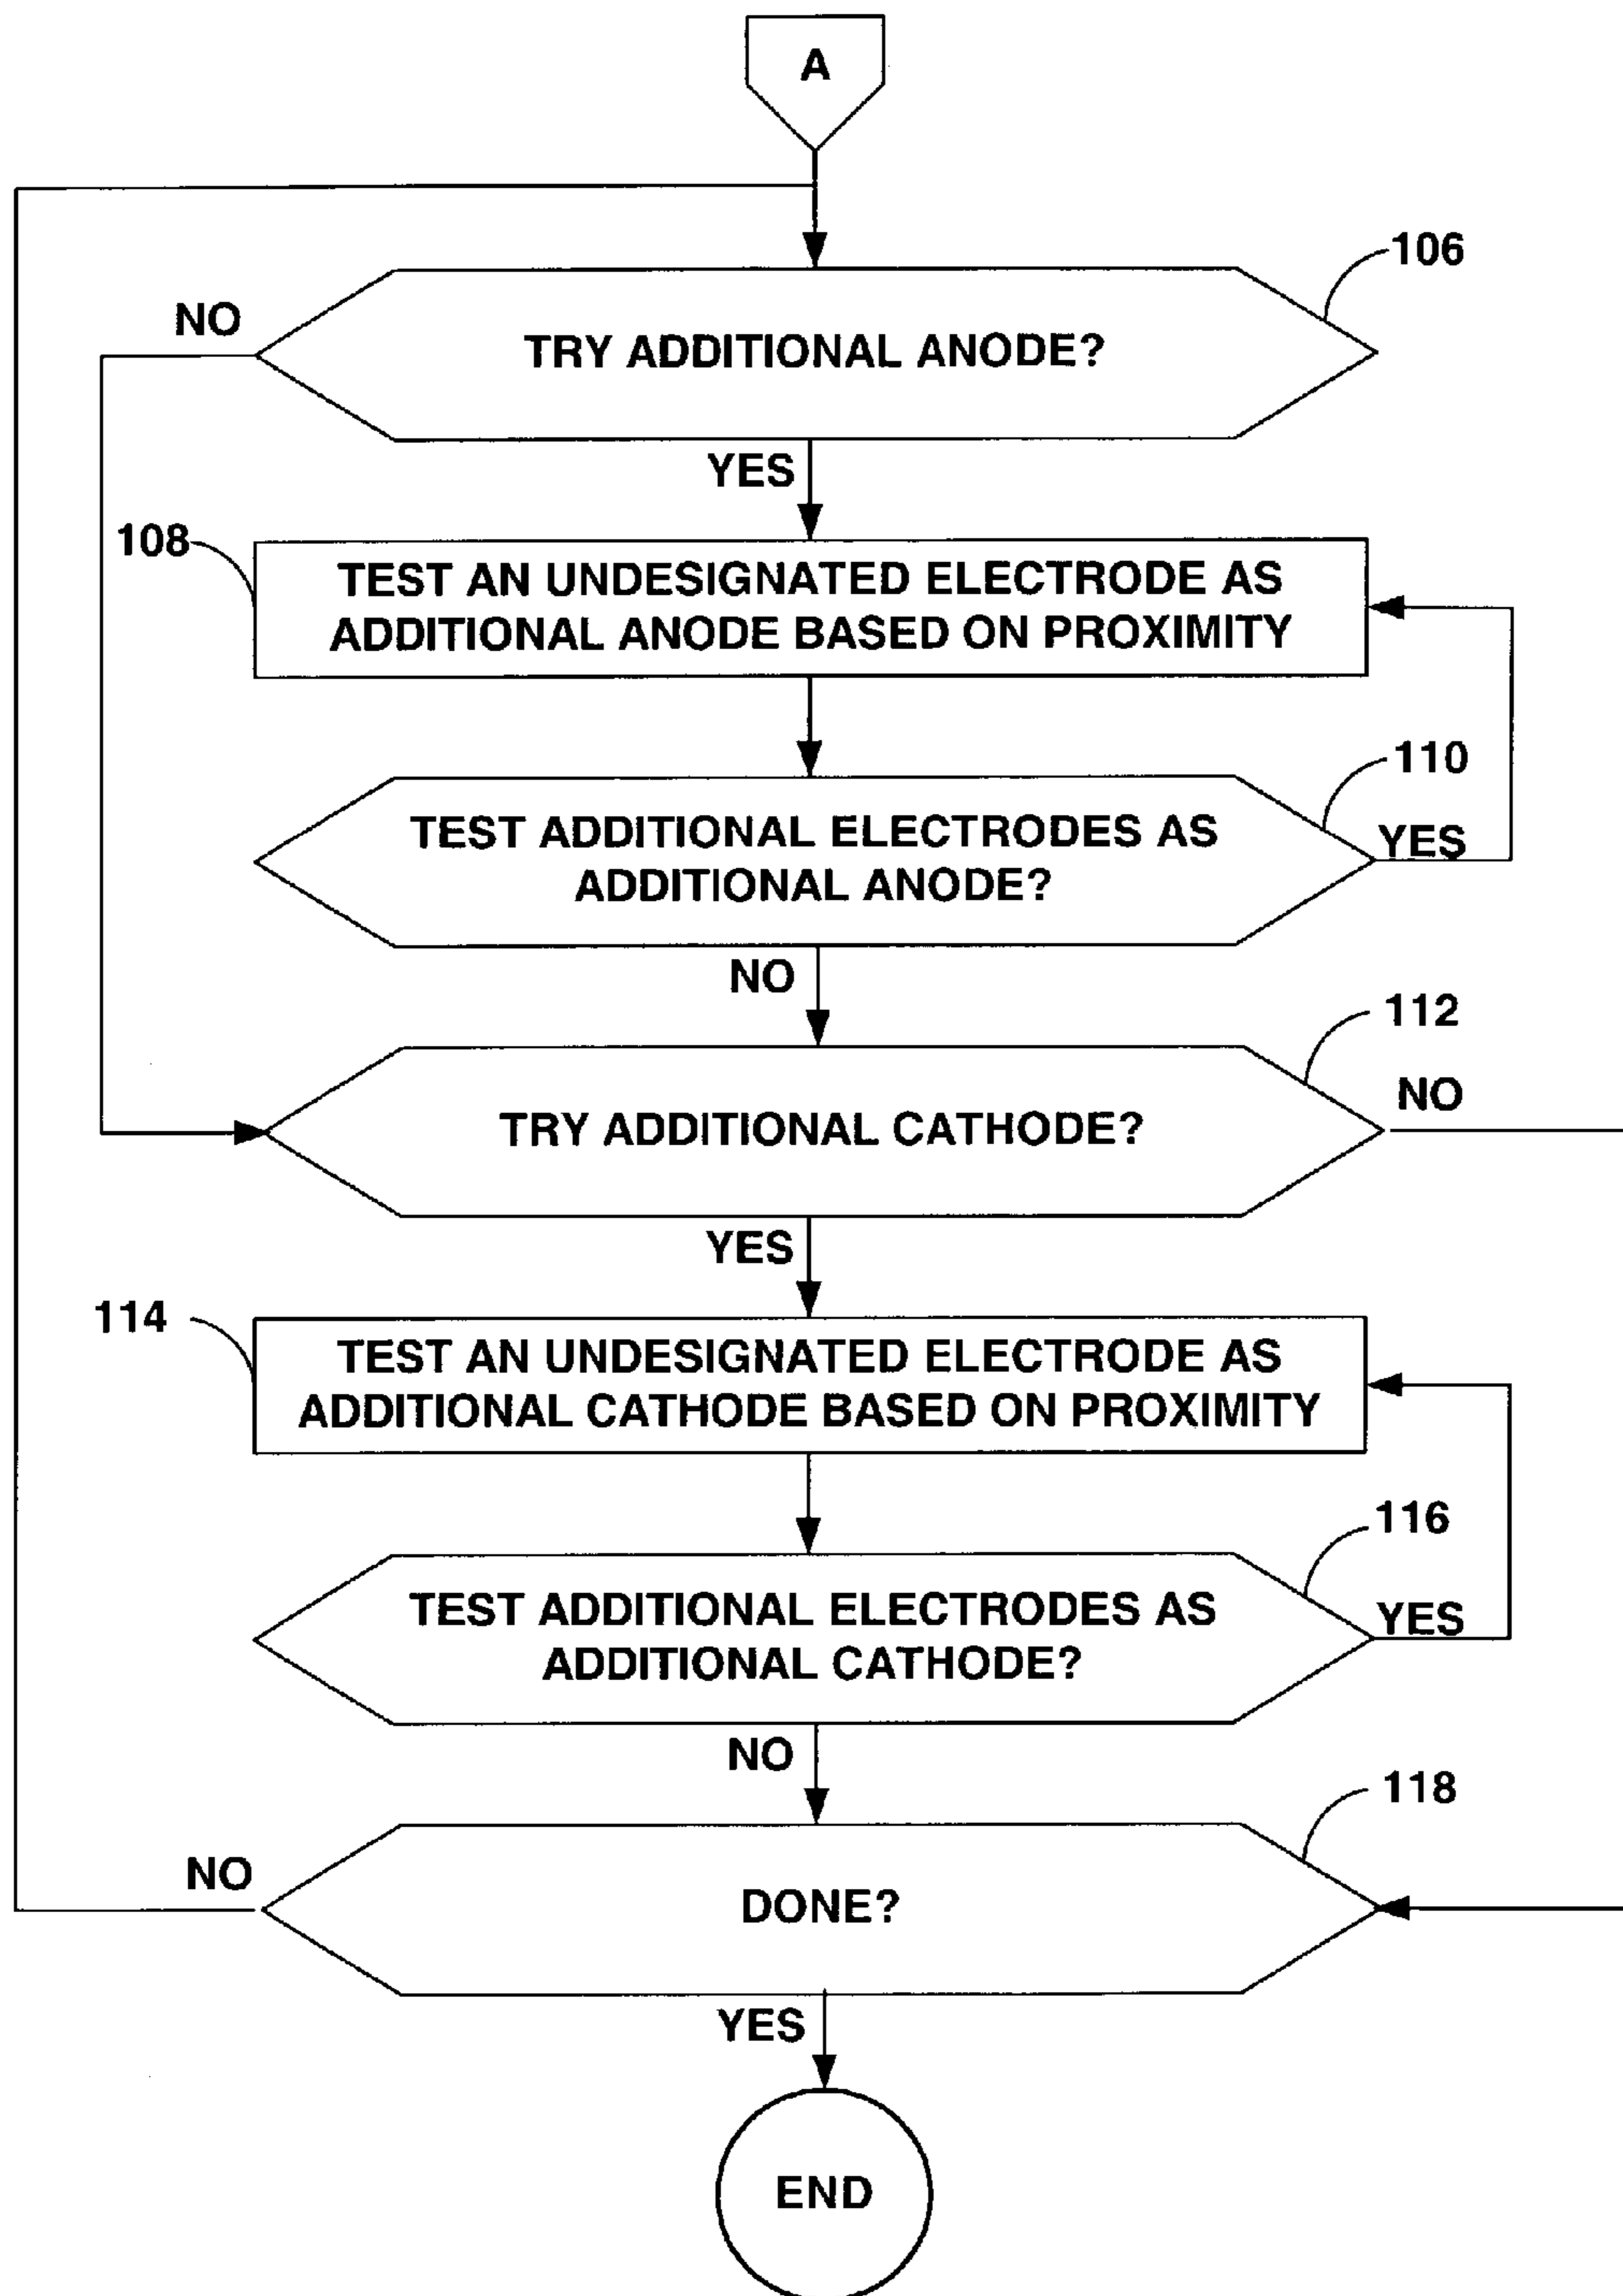 A
106
NO
TRY ADDITIONAL ANODE?
YES
108
TEST AN UNDESIGNATED ELECTRODE AS
ADDITIONAL ANODE BASED ON PROXIMITY
110
TEST ADDITIONAL ELECTRODES AS
ADDITIONAL ANODE?
YES
NO
112
TRY ADDITIONAL CATHODE?
NO
YES
114
TEST AN UNDESIGNATED ELECTRODE AS
ADDITIONAL CATHODE BASED ON PROXIMITY
116
TEST ADDITIONAL ELECTRODES AS
ADDITIONAL CATHODE?
YES
NO
118
NO
DONE?
YES
END